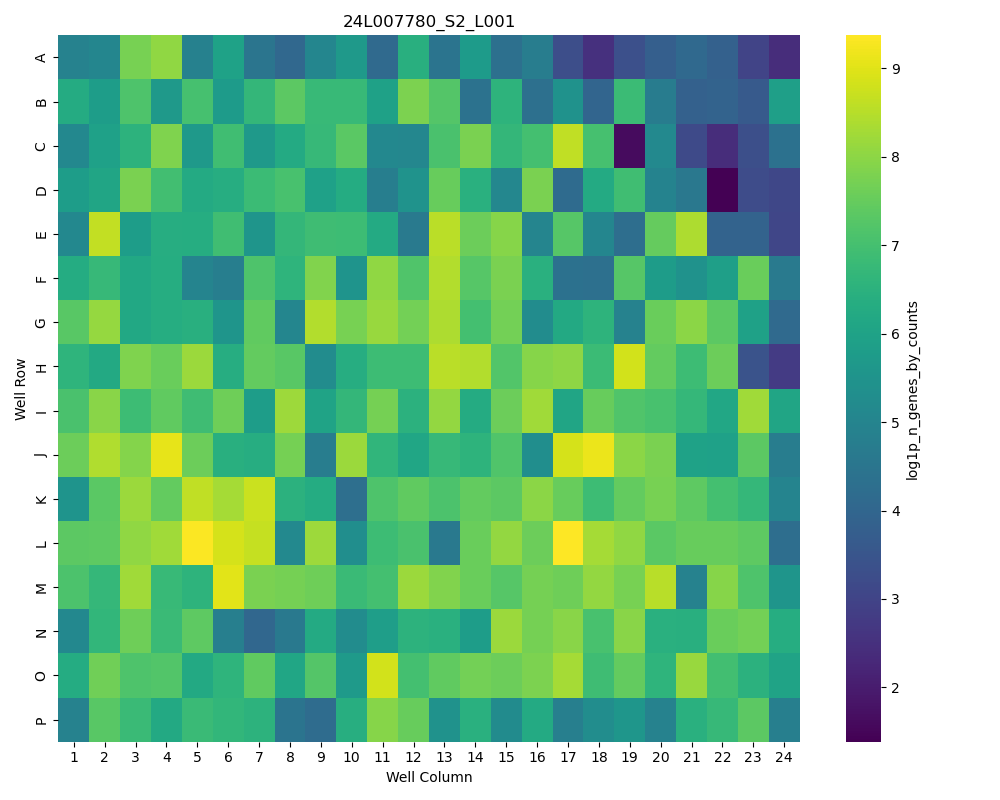 24L007780_S2_L001
A
B
C
D
E
F
G
H
I
J
K
L
M
N
O
P
Well Row
1 2 3 4 5 6 7 8 9 10 11 12 13 14 15 16 17 18 19 20 21 22 23 24
Well Column
9
8
7
6
5
4
3
2
log1p_n_genes_by_counts